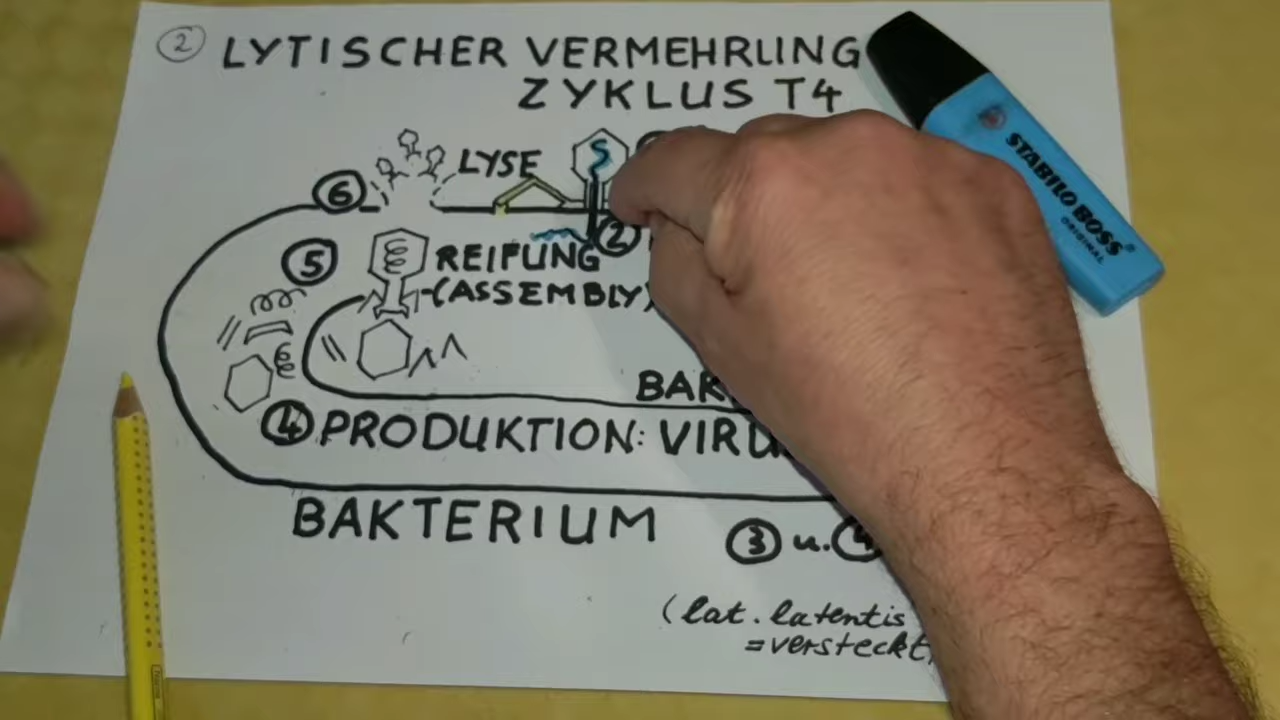 2 LYTISCHER VERMEHRUNG
ZYKLUS T4
LYSE
6
2
5 REIFUNG
(ASSEMBLY)
4 PRODUKTION: VIRU
BAKTERIUM
3 u. 4
(lat. latentis
=versteckt
STABILO BOSS
ORIGINAL